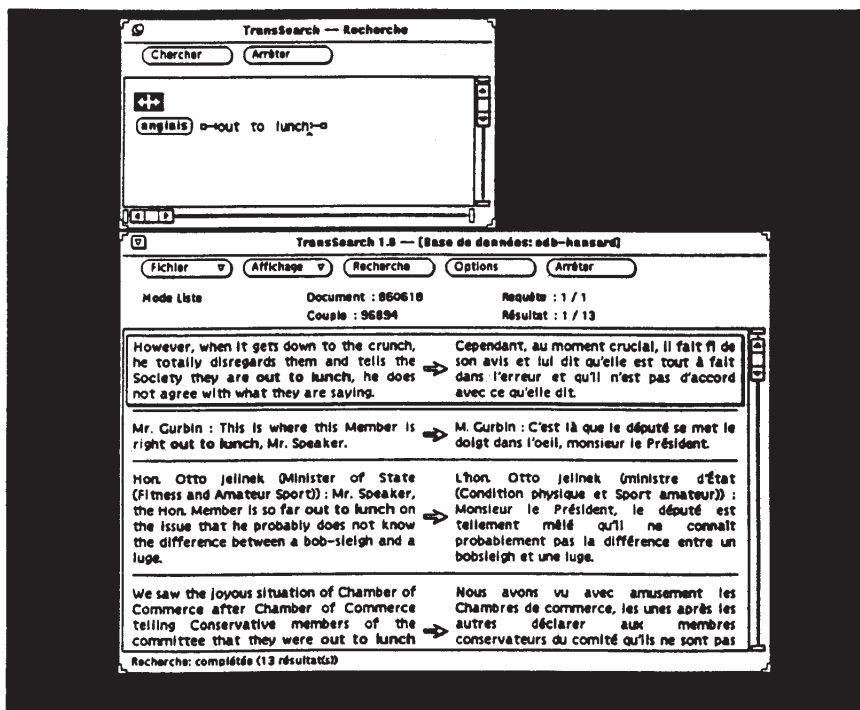 TransSearch — Recherche
Chercher Arrêter
anglais out to lunch
TransSearch 1.0 — [Base de données: edb-hansard]
Fichier Affichage Recherche Options Arrêter
Mode Liste Document : 860618 Requête : 1 / 1
Couple : 96894 Résultat : 1 / 13
However, when it gets down to the crunch,
he totally disregards them and tells the
Society they are out to lunch, he does
not agree with what they are saying.
Cependant, au moment crucial, il fait fi de
son avis et lui dit qu'elle est tout à fait
dans l'erreur et qu'il n'est pas d'accord
avec ce qu'elle dit.
Mr. Gurbin : This is where this Member is
right out to lunch, Mr. Speaker.
M. Gurbin : C'est là que le député se met le
doigt dans l'oeil, monsieur le Président.
Hon. Otto Jelinek (Minister of State
(Fitness and Amateur Sport)) : Mr. Speaker,
the Hon. Member is so far out to lunch on
the issue that he probably does not know
the difference between a bob-sleigh and a
luge.
L'hon. Otto Jelinek (ministre d'État
(Condition physique et Sport amateur)) :
Monsieur le Président, le député est
tellement mêlé qu'il ne connaît
probablement pas la différence entre un
bobsleigh et une luge.
We saw the joyous situation of Chamber of
Commerce after Chamber of Commerce
telling Conservative members of the
committee that they were out to lunch
Nous avons vu avec amusement les
Chambres de commerce, les unes après les
autres déclarer aux membres
conservateurs du comité qu'ils ne sont pas
Recherche: complétée (13 résultat(s))